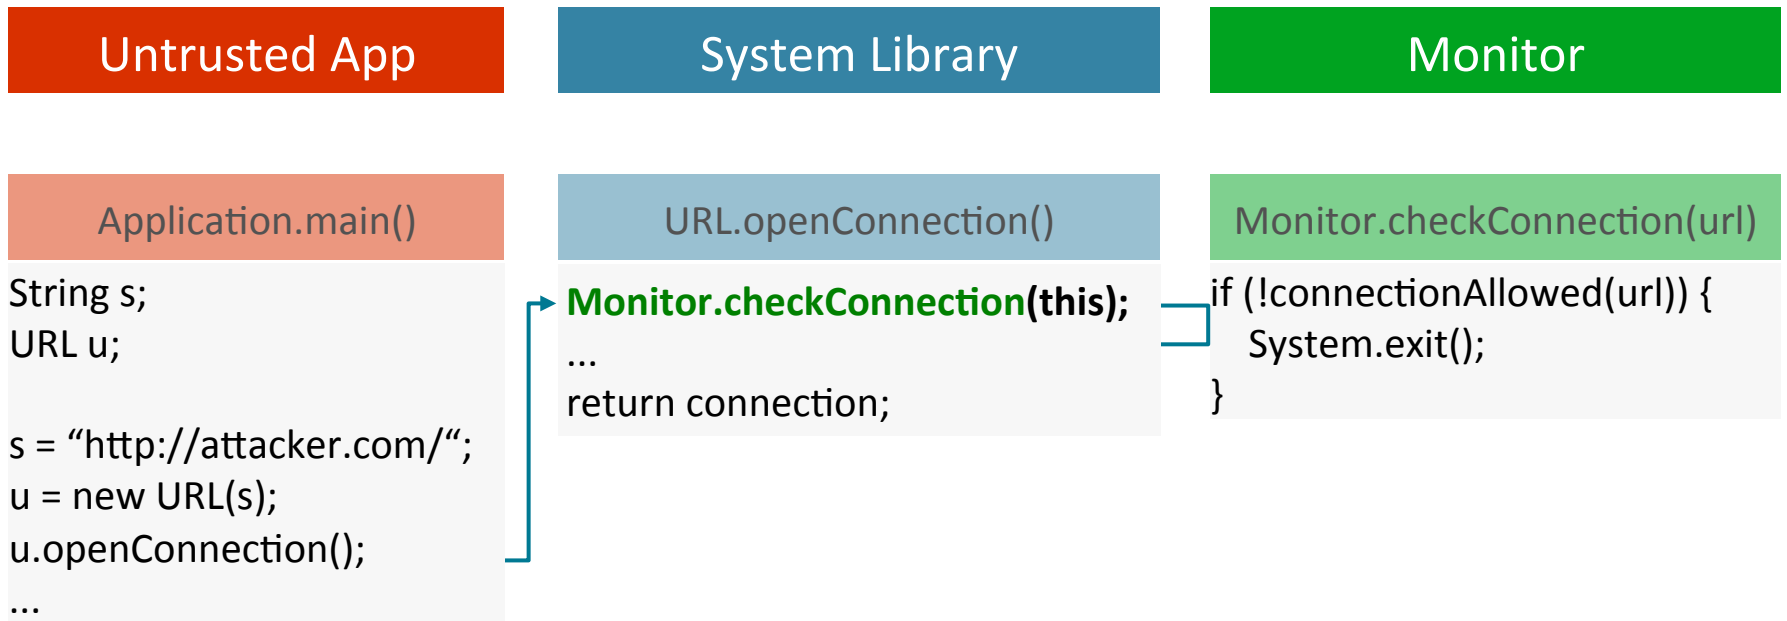 Untrusted App
System Library
Monitor
Application.main()
String s;
URL u;
s = “http://attacker.com/“;
u = new URL(s);
u.openConnection();
...
URL.openConnection()
Monitor.checkConnection(this);
...
return connection;
Monitor.checkConnection(url)
if (!connectionAllowed(url)) {
System.exit();
}